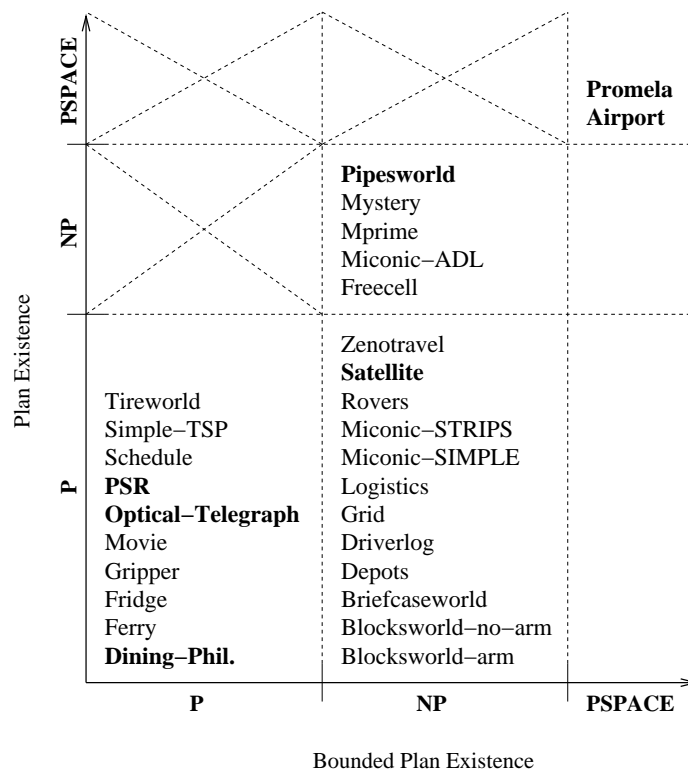 PSPACE
Promela
Airport
NP
Pipesworld
Mystery
Mprime
Miconic−ADL
Freecell
Plan Existence
P
Tireworld
Simple−TSP
Schedule
PSR
Optical−Telegraph
Movie
Gripper
Fridge
Ferry
Dining−Phil.
Zenotravel
Satellite
Rovers
Miconic−STRIPS
Miconic−SIMPLE
Logistics
Grid
Driverlog
Depots
Briefcaseworld
Blocksworld−no−arm
Blocksworld−arm
P
NP
PSPACE
Bounded Plan Existence